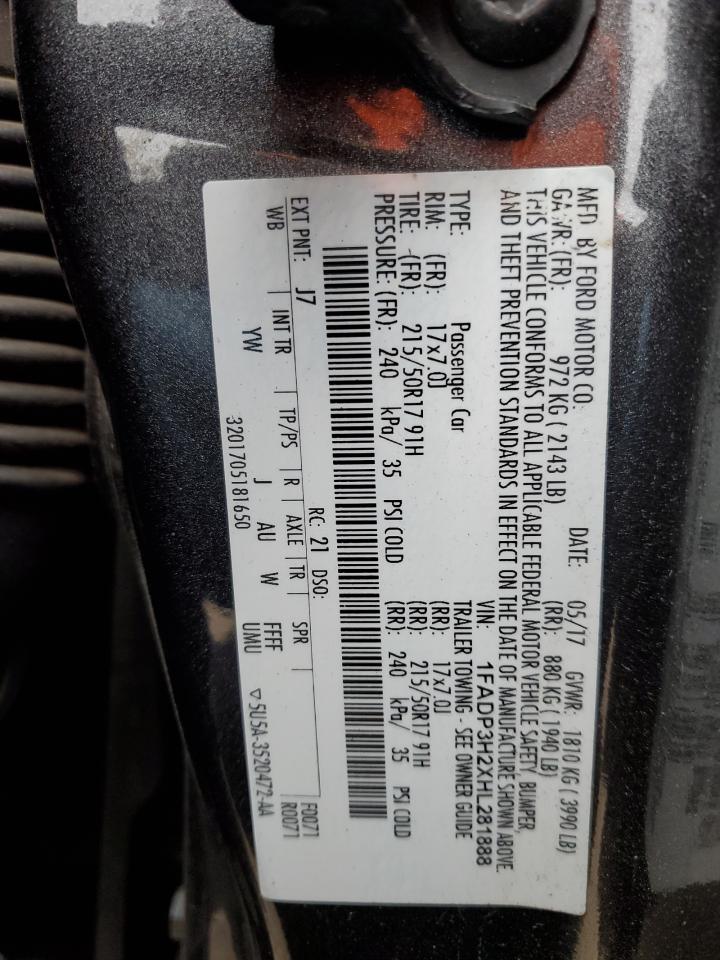 MFD. BY FORD MOTOR CO. DATE: 05/17 GVWR: 1810 KG ( 3990 LB)
GAWR: (FR): 972 KG ( 2143 LB) (RR): 880 KG ( 1940 LB)
THIS VEHICLE CONFORMS TO ALL APPLICABLE FEDERAL MOTOR VEHICLE SAFETY, BUMPER,
AND THEFT PREVENTION STANDARDS IN EFFECT ON THE DATE OF MANUFACTURE SHOWN ABOVE.
VIN: 1FADP3H2XHL281888
TYPE: Passenger Car TRAILER TOWING - SEE OWNER GUIDE
RIM: (FR): 17x7.0J (RR): 17x7.0J
TIRE: (FR): 215/50R17 91H (RR): 215/50R17 91H
PRESSURE: (FR): 240 kPa/ 35 PSI COLD (RR): 240 kPa/ 35 PSI COLD
EXT PNT: J7 RC: 21 DSO: F0071
WB INT TR TP/PS R AXLE TR SPR R0071
YW J AU W FFFF
UMU
3201705181650 ▽5U5A-3520472-AA